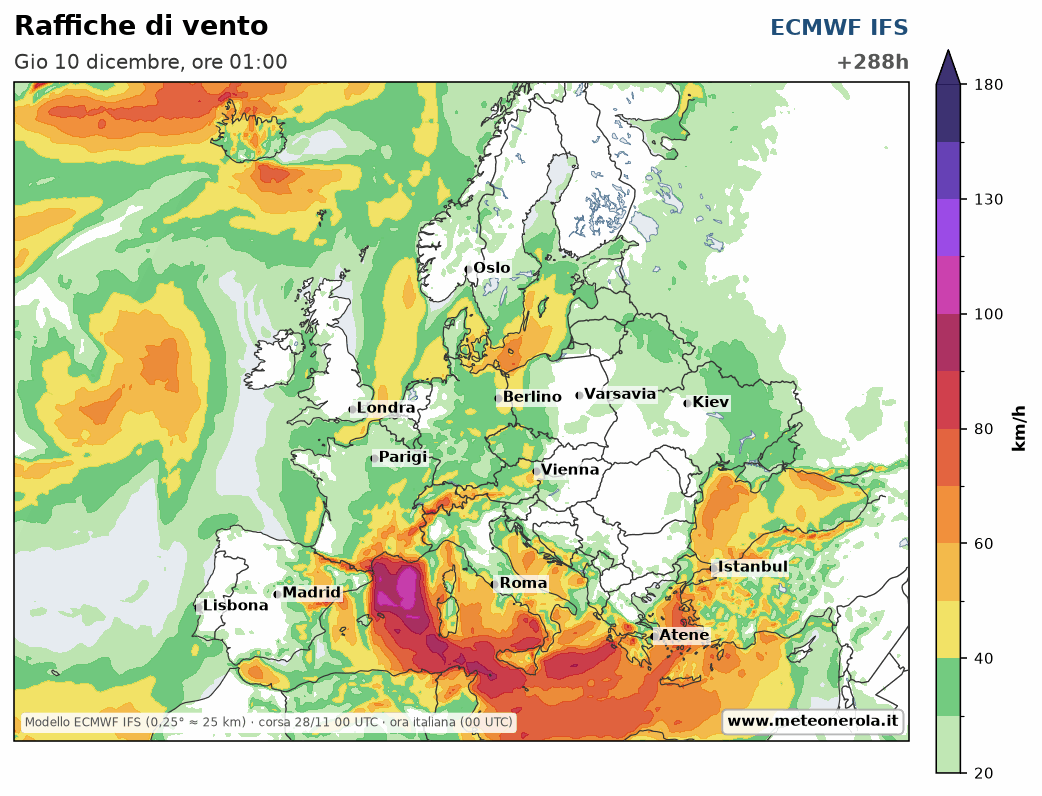 Raffiche di vento
ECMWF IFS
Gio 10 dicembre, ore 01:00
+288h
180
130
100
80
60
40
20
km/h
Oslo
Londra
Berlino
Varsavia
Kiev
Parigi
Vienna
Istanbul
Roma
Madrid
Lisbona
Atene
Modello ECMWF IFS (0,25° ≈ 25 km) · corsa 28/11 00 UTC · ora italiana (00 UTC)
www.meteonerola.it